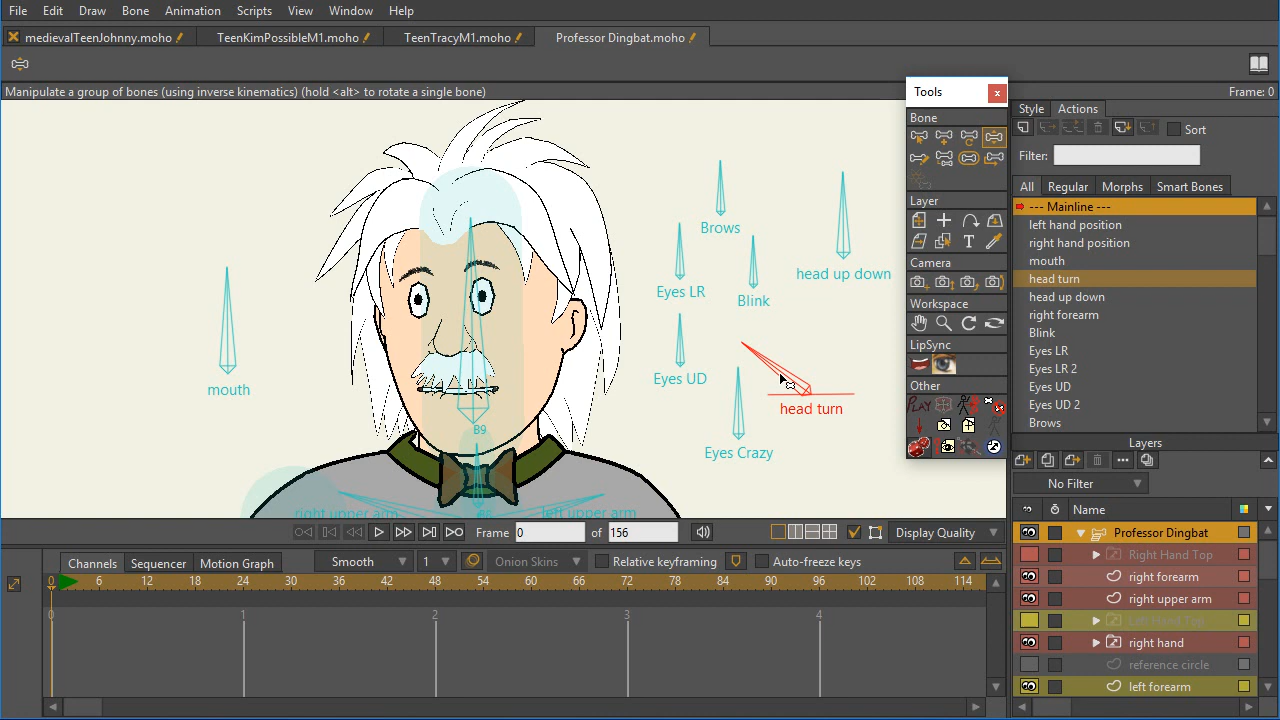 File Edit Draw Bone Animation Scripts View Window Help
medievalTeenJohnny.moho TeenKimPossibleM1.moho TeenTracyM1.moho Professor Dingbat.moho
Manipulate a group of bones (using inverse kinematics) (hold <alt> to rotate a single bone) Frame: 0
Tools
Bone
Layer
Camera
Workspace
LipSync
Other
PLAY
Style Actions
Sort
Filter:
All Regular Morphs Smart Bones
--- Mainline ---
left hand position
right hand position
mouth
head turn
head up down
right forearm
Blink
Eyes LR
Eyes LR 2
Eyes UD
Eyes UD 2
Brows
Brows
head up down
Eyes LR
Blink
Eyes UD
mouth
head turn
B9
Eyes Crazy
right upper arm
left upper arm
Layers
No Filter
Name
Professor Dingbat
Right Hand Top
right forearm
right upper arm
Left Hand Top
right hand
reference circle
left forearm
Frame 0 of 156 Display Quality
Channels Sequencer Motion Graph Smooth 1 Onion Skins Relative keyframing Auto-freeze keys
0 6 12 18 24 30 36 42 48 54 60 66 72 78 84 90 96 102 108 114
0 1 2 3 4